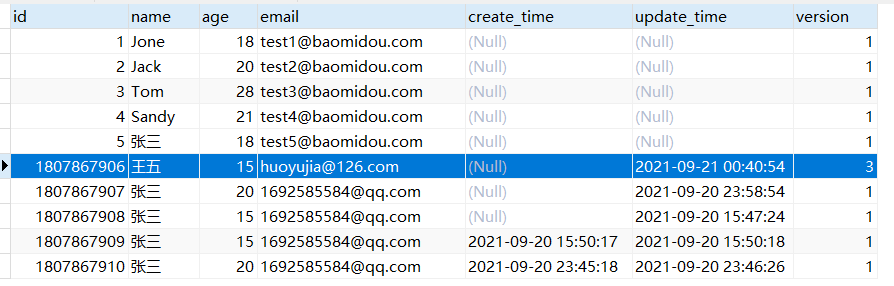 id name age email create_time update_time version
1 Jone 18 test1@baomidou.com (Null) (Null) 1
2 Jack 20 test2@baomidou.com (Null) (Null) 1
3 Tom 28 test3@baomidou.com (Null) (Null) 1
4 Sandy 21 test4@baomidou.com (Null) (Null) 1
5 张三 18 test5@baomidou.com (Null) (Null) 1
1807867906 王五 15 huoyujia@126.com (Null) 2021-09-21 00:40:54 3
1807867907 张三 20 1692585584@qq.com (Null) 2021-09-20 23:58:54 1
1807867908 张三 15 1692585584@qq.com (Null) 2021-09-20 15:47:24 1
1807867909 张三 15 1692585584@qq.com 2021-09-20 15:50:17 2021-09-20 15:50:18 1
1807867910 张三 20 1692585584@qq.com 2021-09-20 23:45:18 2021-09-20 23:46:26 1